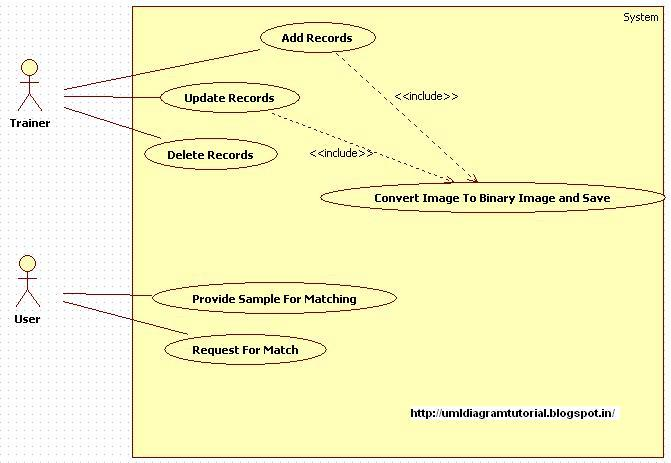 System
Add Records
<<include>>
Trainer
Update Records
<<include>>
Delete Records
Convert Image To Binary Image and Save
User
Provide Sample For Matching
Request For Match
http://umldiagramtutorial.blogspot.in/